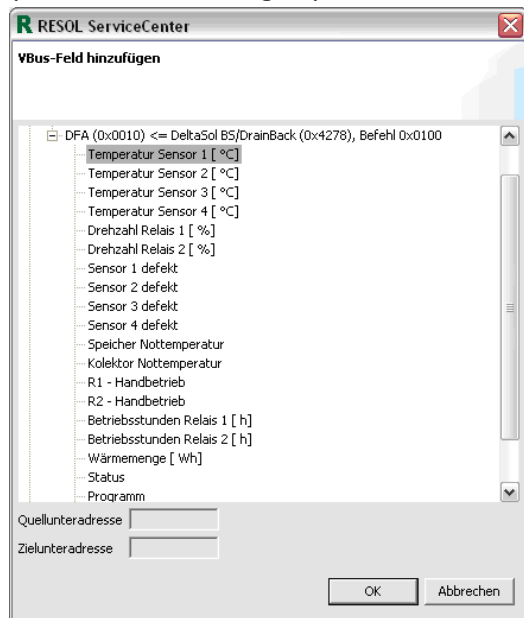 RESOL ServiceCenter
VBus-Feld hinzufügen
DFA (0x0010) <= DeltaSol BS/DrainBack (0x4278), Befehl 0x0100
Temperatur Sensor 1 [ °C]
Temperatur Sensor 2 [ °C]
Temperatur Sensor 3 [ °C]
Temperatur Sensor 4 [ °C]
Drehzahl Relais 1 [ %]
Drehzahl Relais 2 [ %]
Sensor 1 defekt
Sensor 2 defekt
Sensor 3 defekt
Sensor 4 defekt
Speicher Nottemperatur
Kolektor Nottemperatur
R1 - Handbetrieb
R2 - Handbetrieb
Betriebsstunden Relais 1 [ h]
Betriebsstunden Relais 2 [ h]
Wärmemenge [ Wh]
Status
Programm
Quellunteradresse
Zielunteradresse
OK Abbrechen